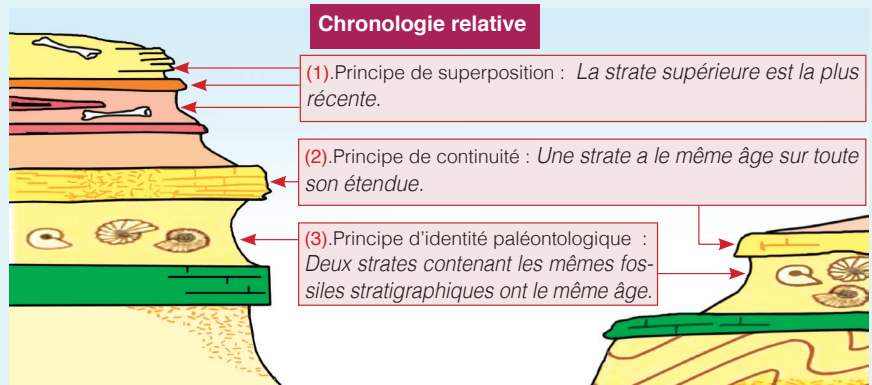 Chronologie relative
(1).Principe de superposition : La strate supérieure est la plus
récente.
(2).Principe de continuité : Une strate a le même âge sur toute
son étendue.
(3).Principe d'identité paléontologique :
Deux strates contenant les mêmes fos-
siles stratigraphiques ont le même âge.